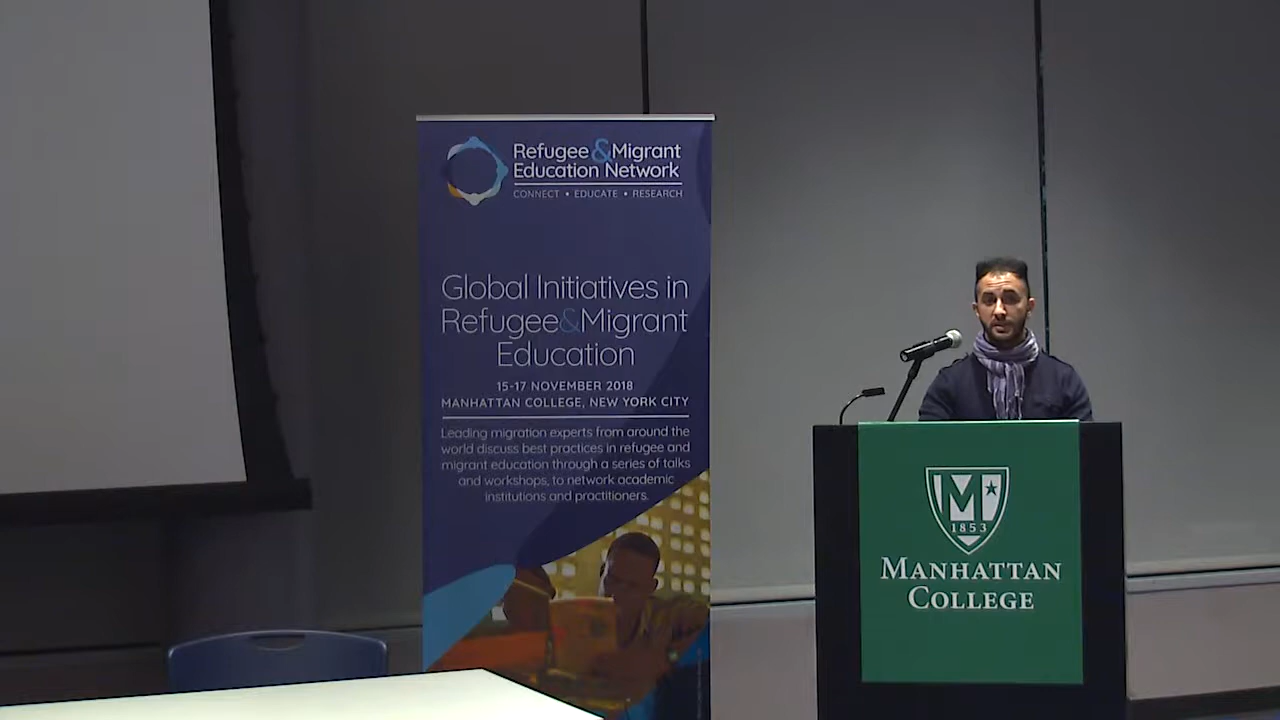 Refugee&Migrant
Education Network
CONNECT • EDUCATE • RESEARCH
Global Initiatives in
Refugee&Migrant
Education
15-17 NOVEMBER 2018
MANHATTAN COLLEGE, NEW YORK CITY
Leading migration experts from around the
world discuss best practices in refugee and
migrant education through a series of talks
and workshops, to network academic
institutions and practitioners.
M
1853
MANHATTAN
COLLEGE